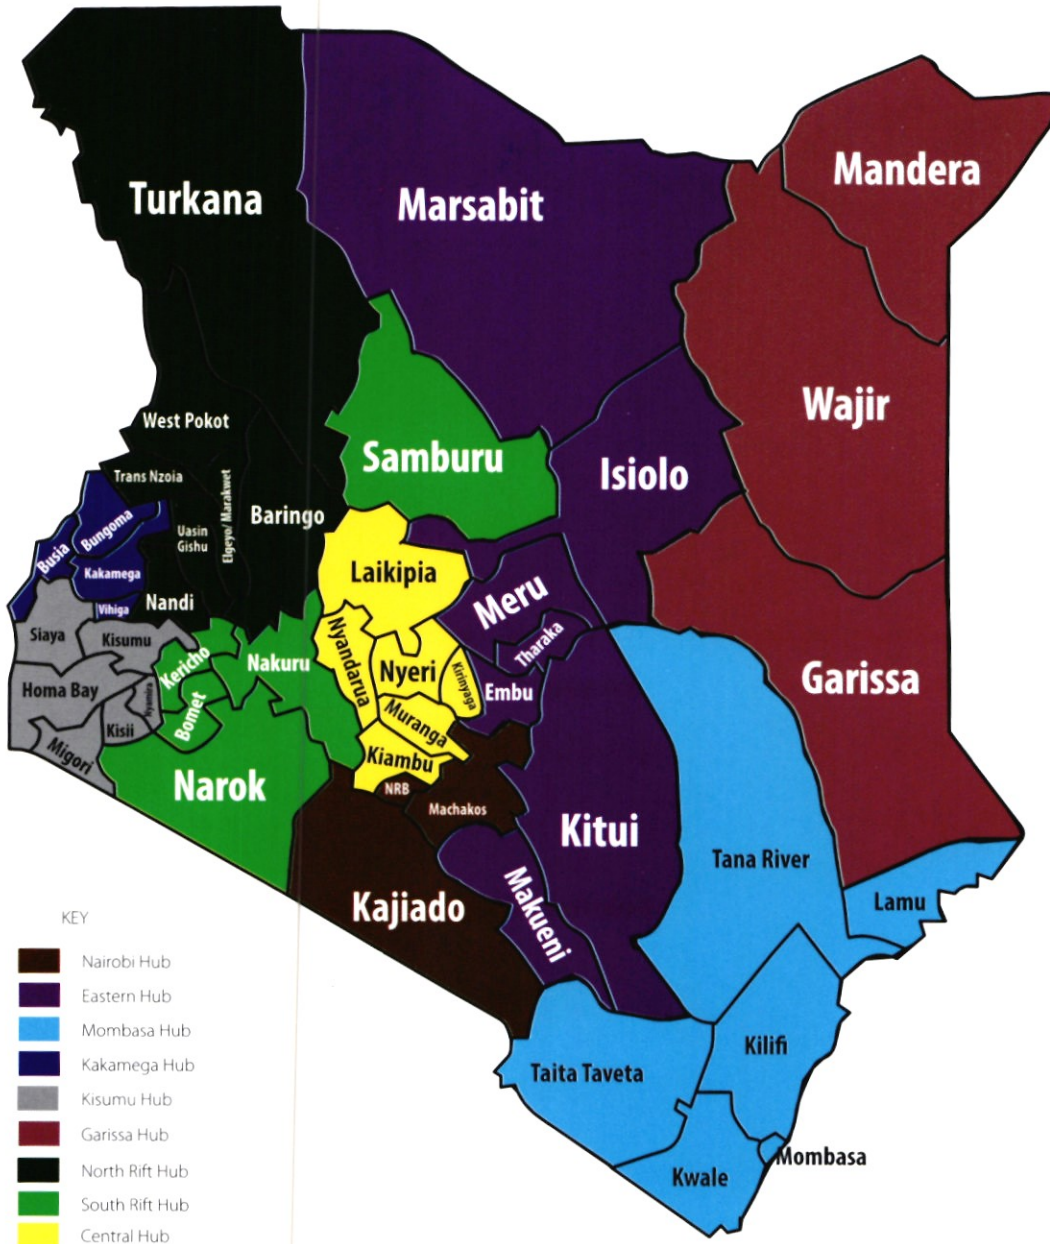 Mandera
Turkana
Marsabit
Wajir
West Pokot
Samburu
Isiolo
Trans Nzoia
Elgeyo/ Marakwet
Baringo
Bungoma
Uasin
Gishu
Busia
Kakamega
Laikipia
Meru
Vihiga
Nandi
Siaya
Kisumu
Tharaka
Kericho
Nakuru
Nyandarua
Nyeri
Kirinyaga
Garissa
Homa Bay
Nyamira
Embu
Bomet
Muranga
Kisii
Migori
Kiambu
Narok
NRB
Machakos
Kitui
Tana River
Lamu
Kajiado
Makueni
KEY
Nairobi Hub
Eastern Hub
Mombasa Hub
Kakamega Hub
Kisumu Hub
Garissa Hub
North Rift Hub
South Rift Hub
Central Hub
Kilifi
Taita Taveta
Mombasa
Kwale